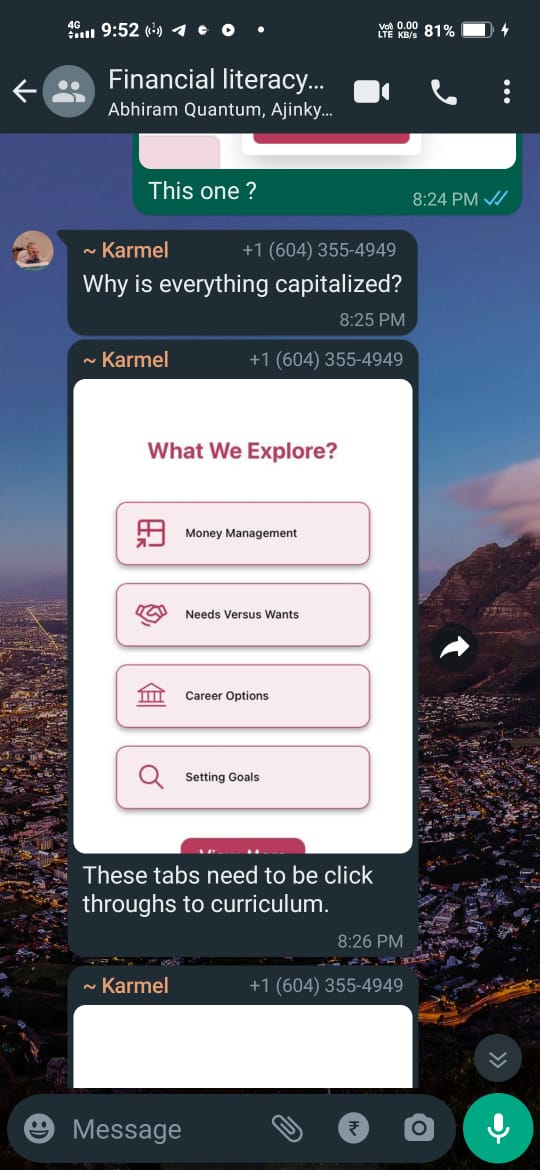 4G 9:52 VoD LTE 0.00 KB/s 81%
Financial literacy...
Abhiram Quantum, Ajinky...
This one ?
8:24 PM
~ Karmel +1 (604) 355-4949
Why is everything capitalized?
8:25 PM
~ Karmel +1 (604) 355-4949
What We Explore?
Money Management
Needs Versus Wants
Career Options
Setting Goals
View More
These tabs need to be click
throughs to curriculum.
8:26 PM
~ Karmel +1 (604) 355-4949
Message
₹